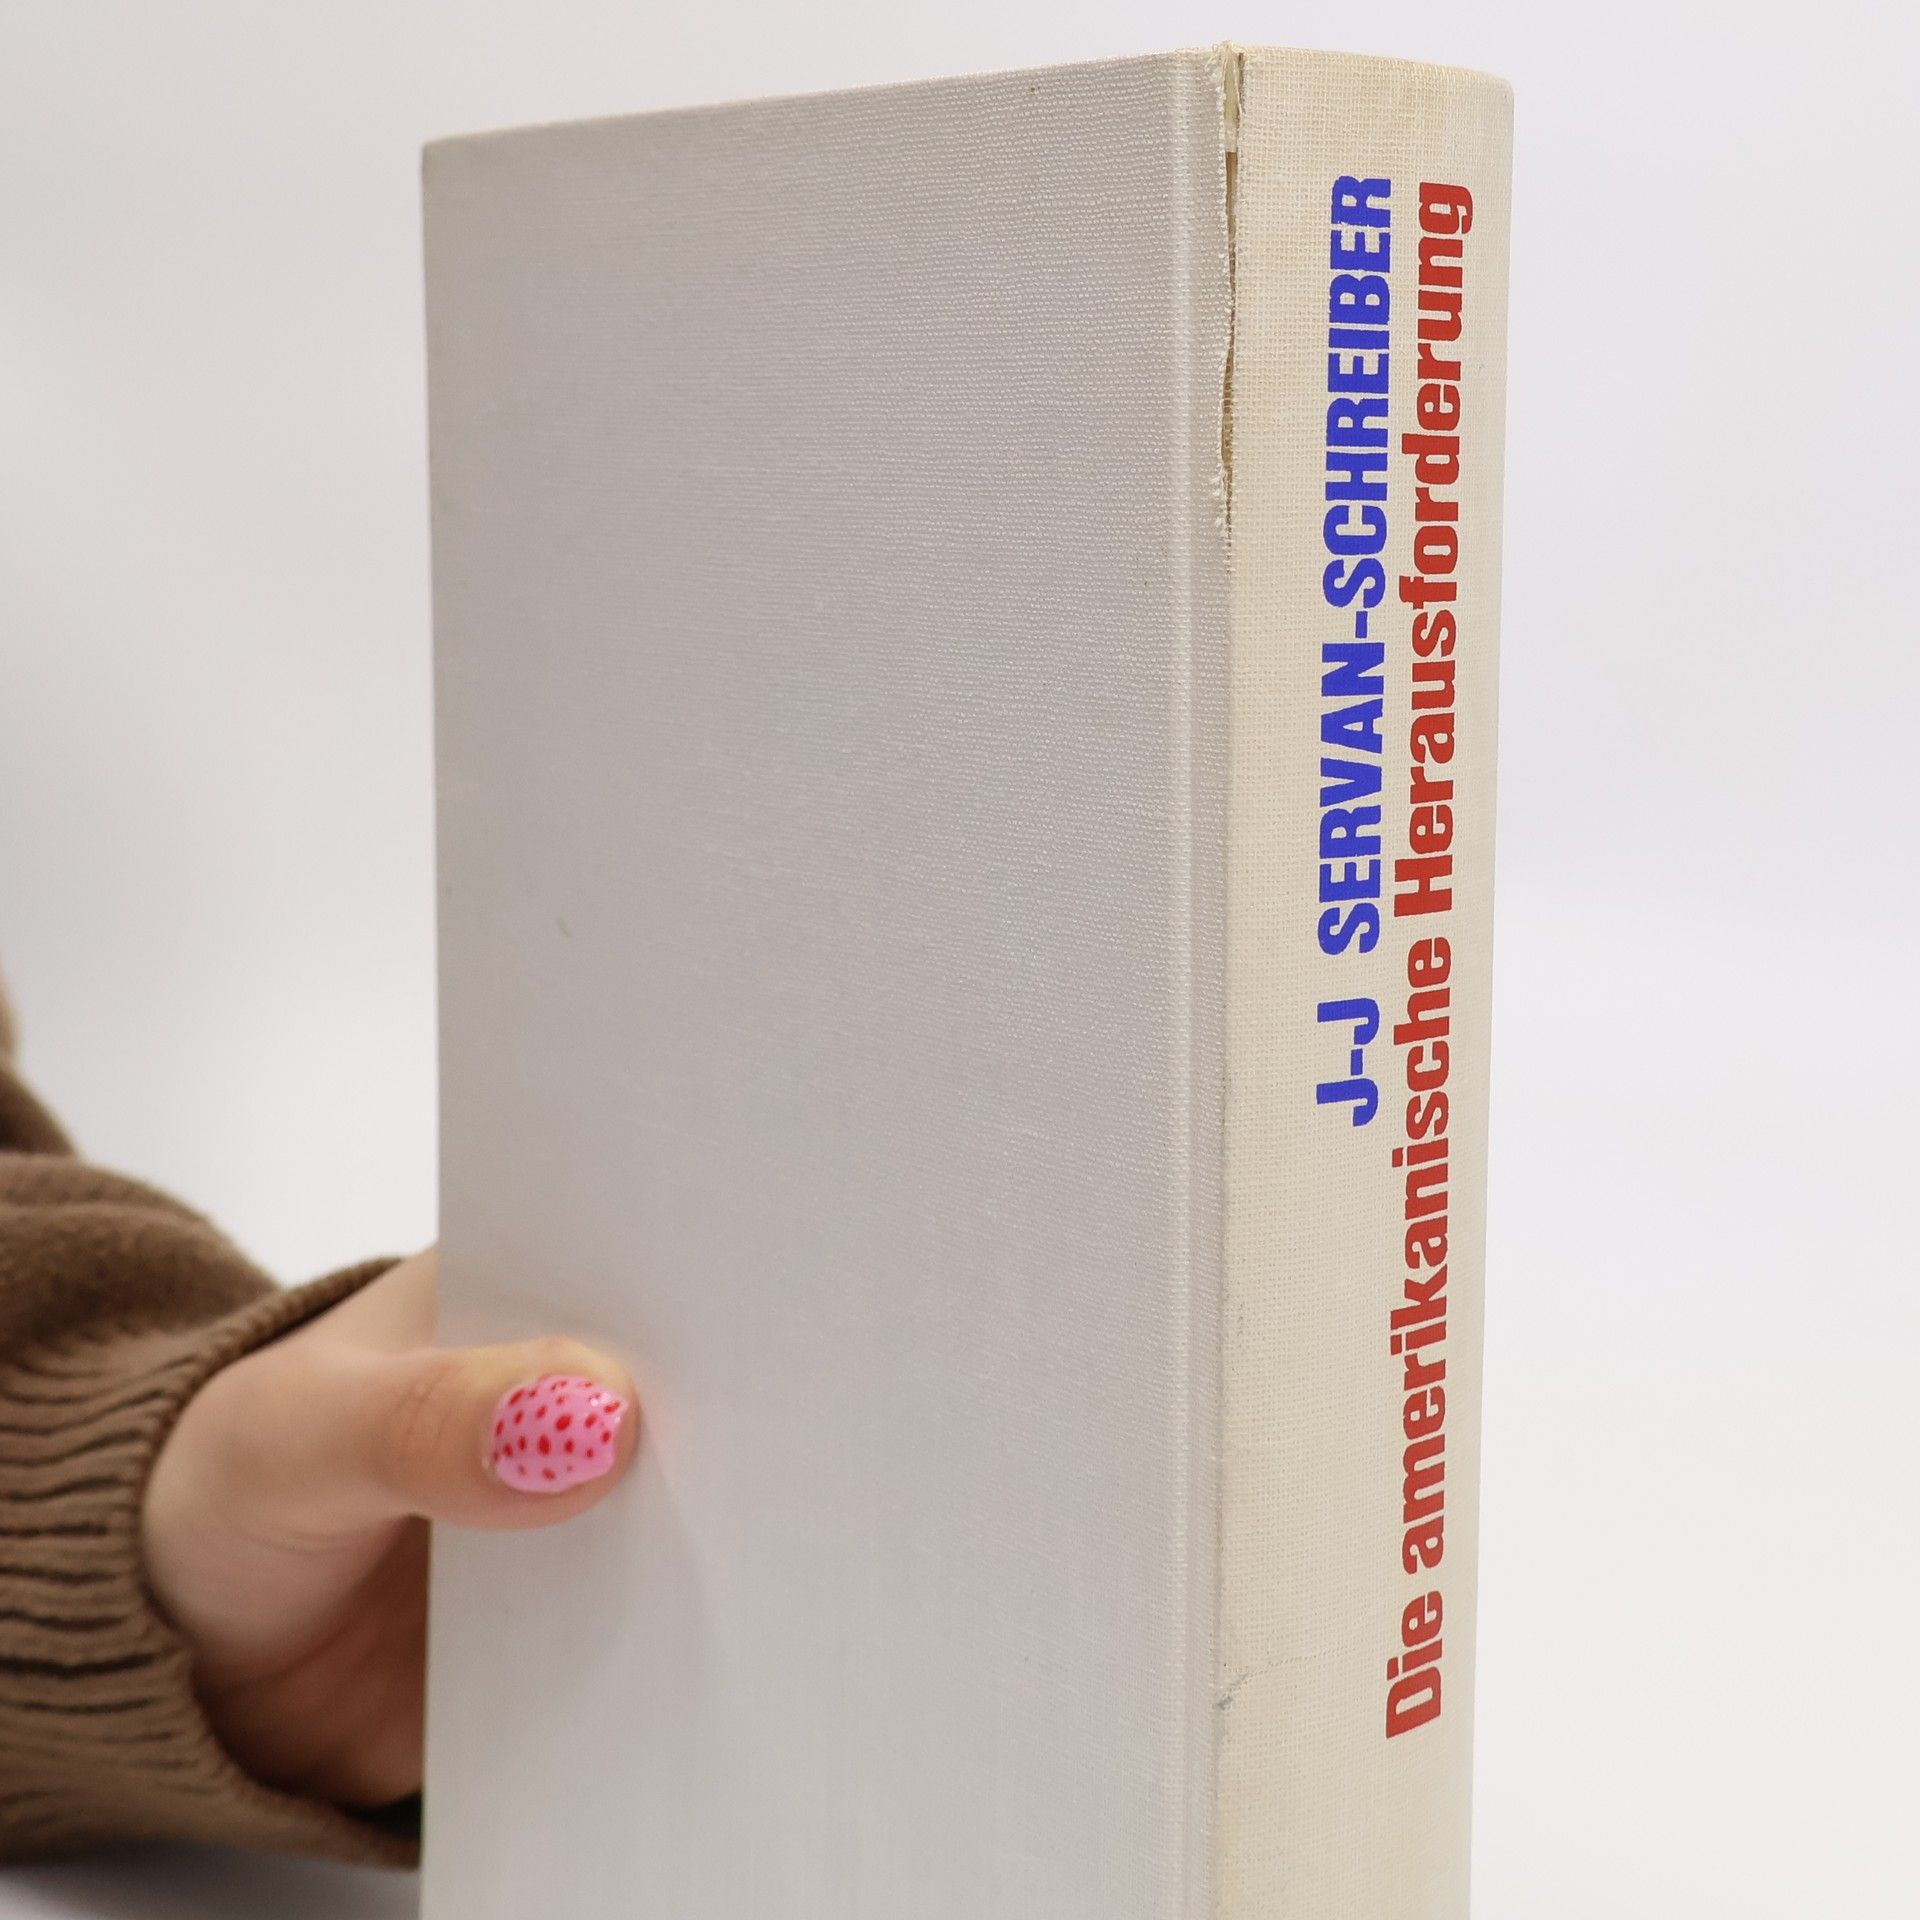 J-J SERVAN-SCHREIBER
Die amerikanische Herausforderung